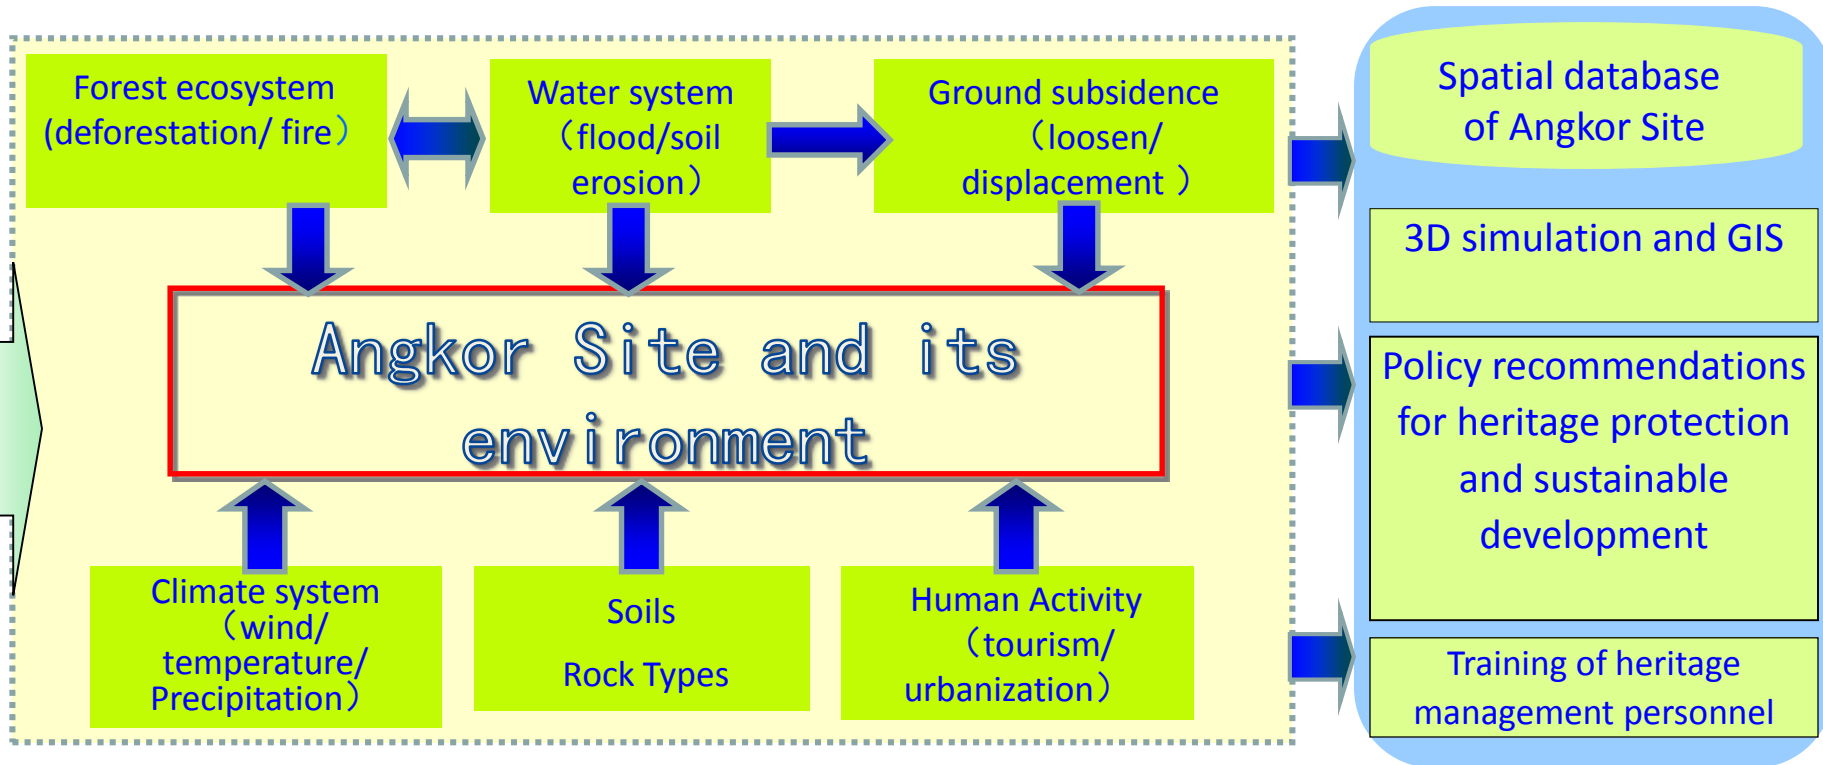 Forest ecosystem
(deforestation/ fire）
Water system
（flood/soil
erosion）
Ground subsidence
（loosen/
displacement ）
Angkor Site and its
environment
Climate system
（wind/
temperature/
Precipitation）
Soils
Rock Types
Human Activity
（tourism/
urbanization）
Spatial database
of Angkor Site
3D simulation and GIS
Policy recommendations
for heritage protection
and sustainable
development
Training of heritage
management personnel